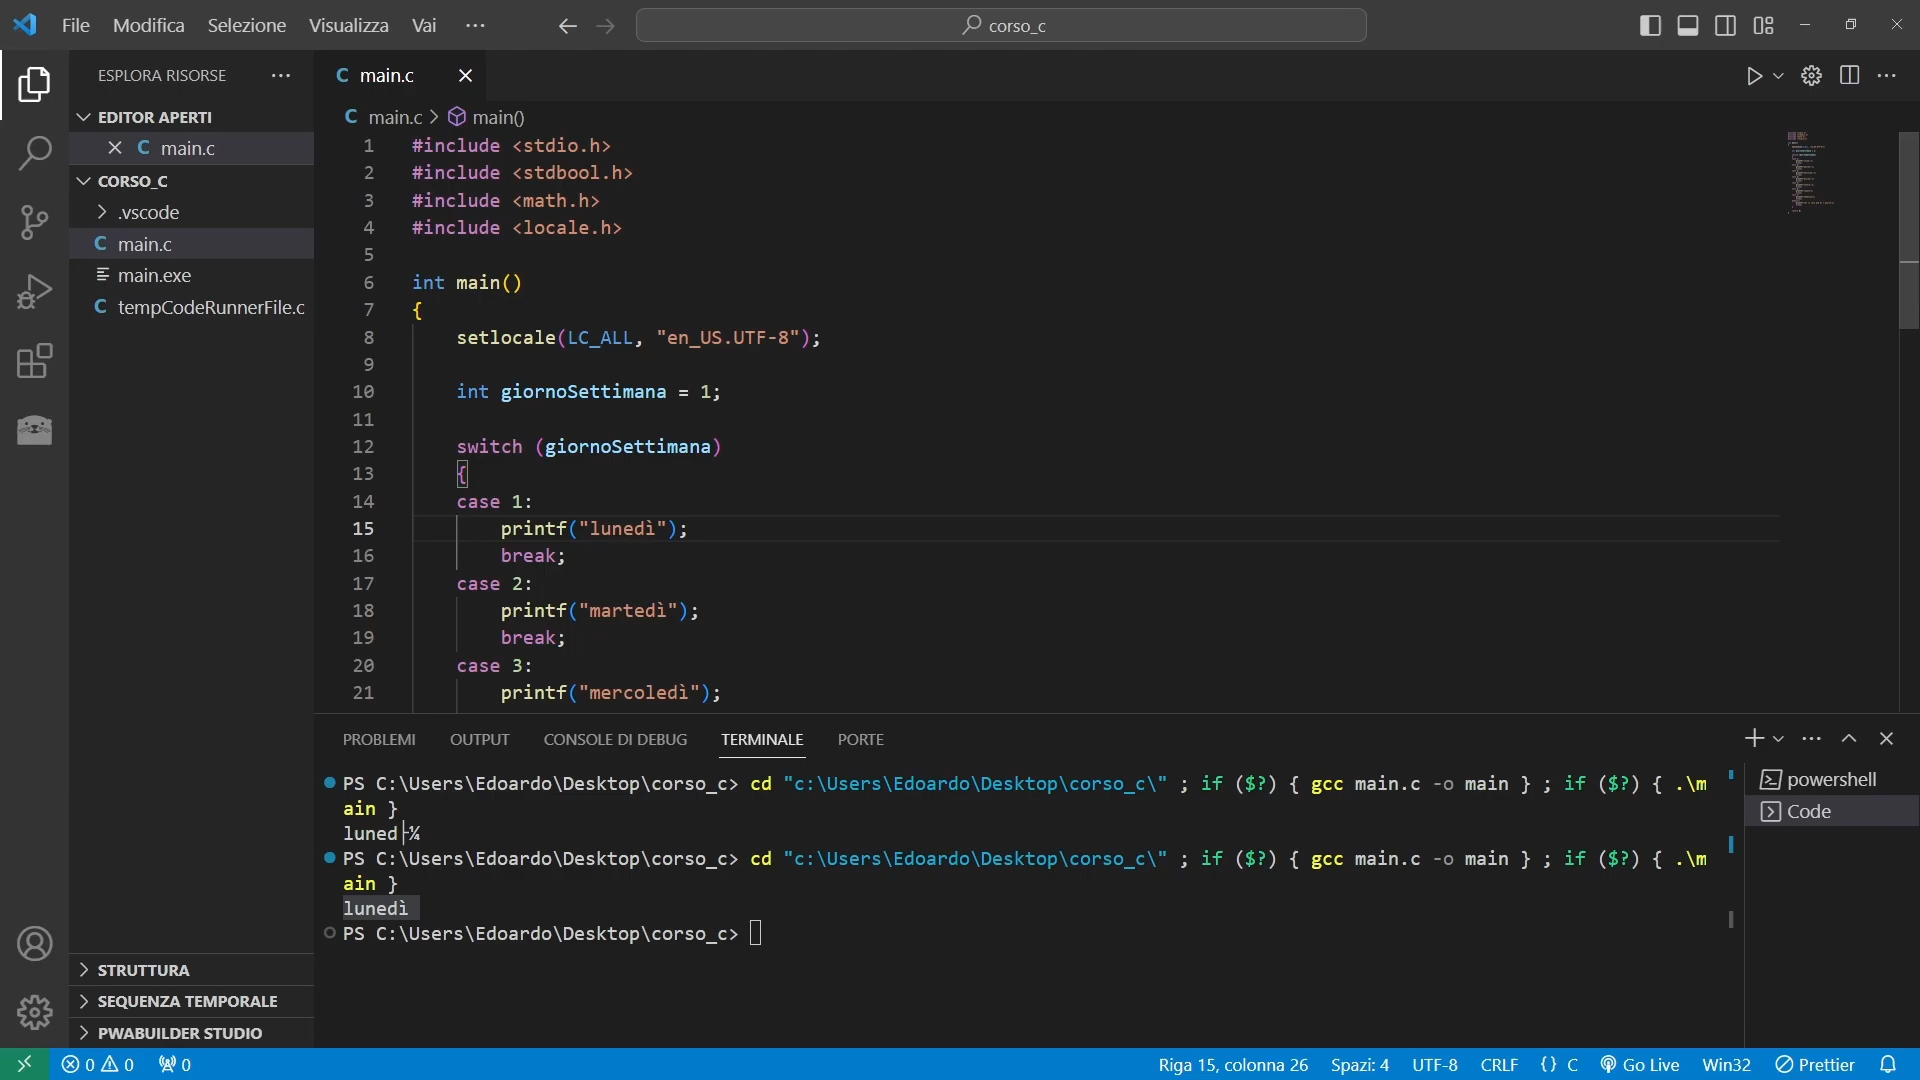 File Modifica Selezione Visualizza Vai ··· corso_c
ESPLORA RISORSE ···
EDITOR APERTI
C main.c
CORSO_C
.vscode
C main.c
main.exe
C tempCodeRunnerFile.c
STRUTTURA
SEQUENZA TEMPORALE
PWABUILDER STUDIO
C main.c
C main.c > main()
1 #include <stdio.h>
2 #include <stdbool.h>
3 #include <math.h>
4 #include <locale.h>
5
6 int main()
7 {
8 setlocale(LC_ALL, "en_US.UTF-8");
9
10 int giornoSettimana = 1;
11
12 switch (giornoSettimana)
13 {
14 case 1:
15 printf("lunedì");
16 break;
17 case 2:
18 printf("martedì");
19 break;
20 case 3:
21 printf("mercoledì");
PROBLEMI OUTPUT CONSOLE DI DEBUG TERMINALE PORTE
PS C:\Users\Edoardo\Desktop\corso_c> cd "c:\Users\Edoardo\Desktop\corso_c\" ; if ($?) { gcc main.c -o main } ; if ($?) { .\m
ain }
luned├¼
PS C:\Users\Edoardo\Desktop\corso_c> cd "c:\Users\Edoardo\Desktop\corso_c\" ; if ($?) { gcc main.c -o main } ; if ($?) { .\m
ain }
lunedì
PS C:\Users\Edoardo\Desktop\corso_c>
powershell
Code
0 0 0 Riga 15, colonna 26 Spazi: 4 UTF-8 CRLF {} C Go Live Win32 Prettier